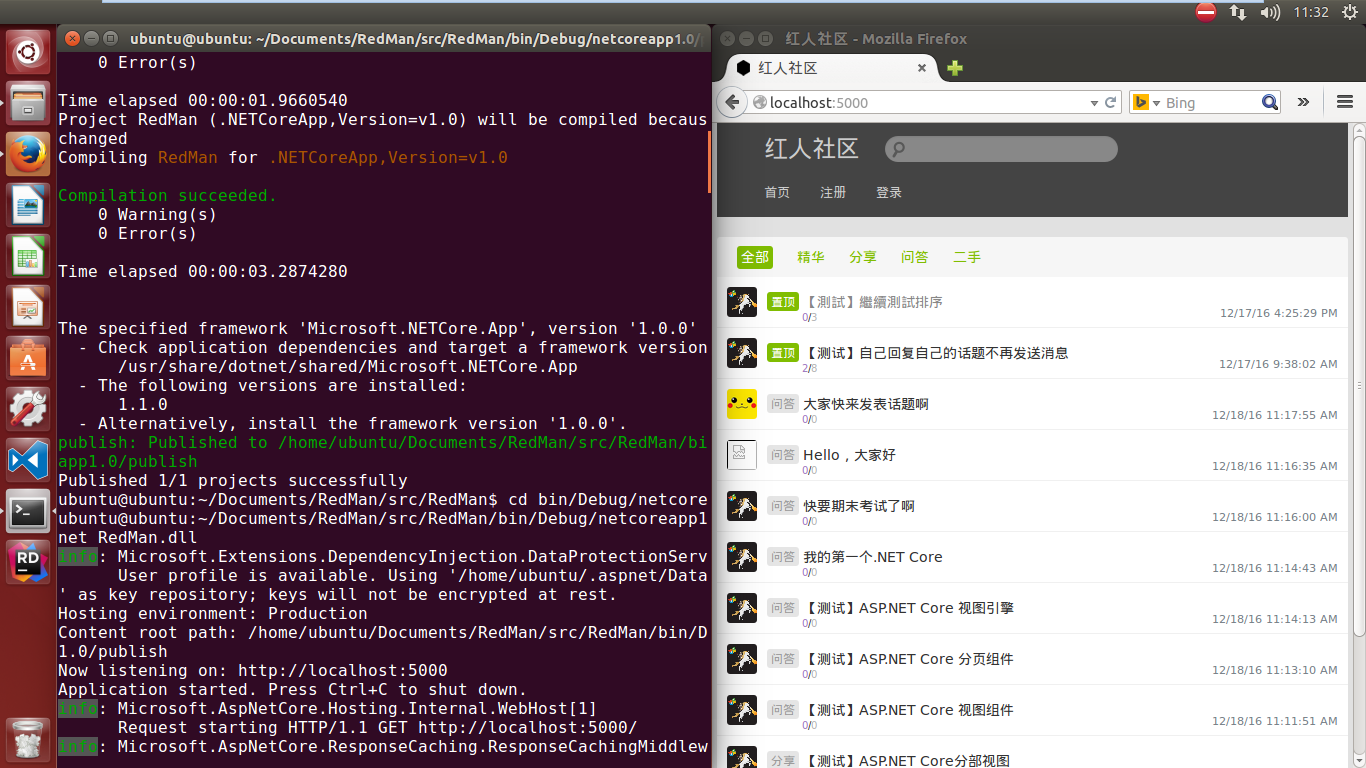 11:32
ubuntu@ubuntu: ~/Documents/RedMan/src/RedMan/bin/Debug/netcoreapp1.0/
0 Error(s)
Time elapsed 00:00:01.9660540
Project RedMan (.NETCoreApp,Version=v1.0) will be compiled becaus
changed
Compiling RedMan for .NETCoreApp,Version=v1.0
Compilation succeeded.
0 Warning(s)
0 Error(s)
Time elapsed 00:00:03.2874280
The specified framework 'Microsoft.NETCore.App', version '1.0.0'
- Check application dependencies and target a framework version
/usr/share/dotnet/shared/Microsoft.NETCore.App
- The following versions are installed:
1.1.0
- Alternatively, install the framework version '1.0.0'.
publish: Published to /home/ubuntu/Documents/RedMan/src/RedMan/bi
app1.0/publish
Published 1/1 projects successfully
ubuntu@ubuntu:~/Documents/RedMan/src/RedMan$ cd bin/Debug/netcore
ubuntu@ubuntu:~/Documents/RedMan/src/RedMan/bin/Debug/netcoreapp1
net RedMan.dll
info: Microsoft.Extensions.DependencyInjection.DataProtectionServ
User profile is available. Using '/home/ubuntu/.aspnet/Data
' as key repository; keys will not be encrypted at rest.
Hosting environment: Production
Content root path: /home/ubuntu/Documents/RedMan/src/RedMan/bin/D
1.0/publish
Now listening on: http://localhost:5000
Application started. Press Ctrl+C to shut down.
info: Microsoft.AspNetCore.Hosting.Internal.WebHost[1]
Request starting HTTP/1.1 GET http://localhost:5000/
info: Microsoft.AspNetCore.ResponseCaching.ResponseCachingMiddlew
RD
红人社区 - Mozilla Firefox
红人社区
localhost:5000
Bing
红人社区
首页 注册 登录
全部 精华 分享 问答 二手
置顶 【測試】繼續測試排序
0/3 12/17/16 4:25:29 PM
置顶 【测试】自己回复自己的话题不再发送消息
2/8 12/17/16 9:38:02 AM
问答 大家快来发表话题啊
0/0 12/18/16 11:17:55 AM
问答 Hello，大家好
0/0 12/18/16 11:16:35 AM
问答 快要期末考试了啊
0/0 12/18/16 11:16:00 AM
问答 我的第一个.NET Core
0/0 12/18/16 11:14:43 AM
问答 【测试】ASP.NET Core 视图引擎
0/0 12/18/16 11:14:13 AM
问答 【测试】ASP.NET Core 分页组件
0/0 12/18/16 11:13:10 AM
问答 【测试】ASP.NET Core 视图组件
0/0 12/18/16 11:11:51 AM
分享 【测试】ASP.NET Core分部视图